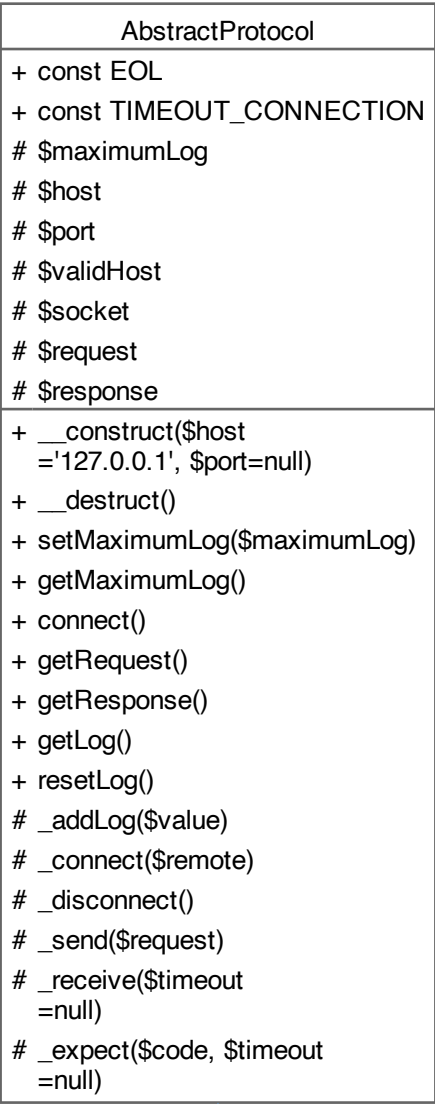 AbstractProtocol
+ const EOL
+ const TIMEOUT_CONNECTION
# $maximumLog
# $host
# $port
# $validHost
# $socket
# $request
# $response
+ __construct($host
='127.0.0.1', $port=null)
+ __destruct()
+ setMaximumLog($maximumLog)
+ getMaximumLog()
+ connect()
+ getRequest()
+ getResponse()
+ getLog()
+ resetLog()
# _addLog($value)
# _connect($remote)
# _disconnect()
# _send($request)
# _receive($timeout
=null)
# _expect($code, $timeout
=null)